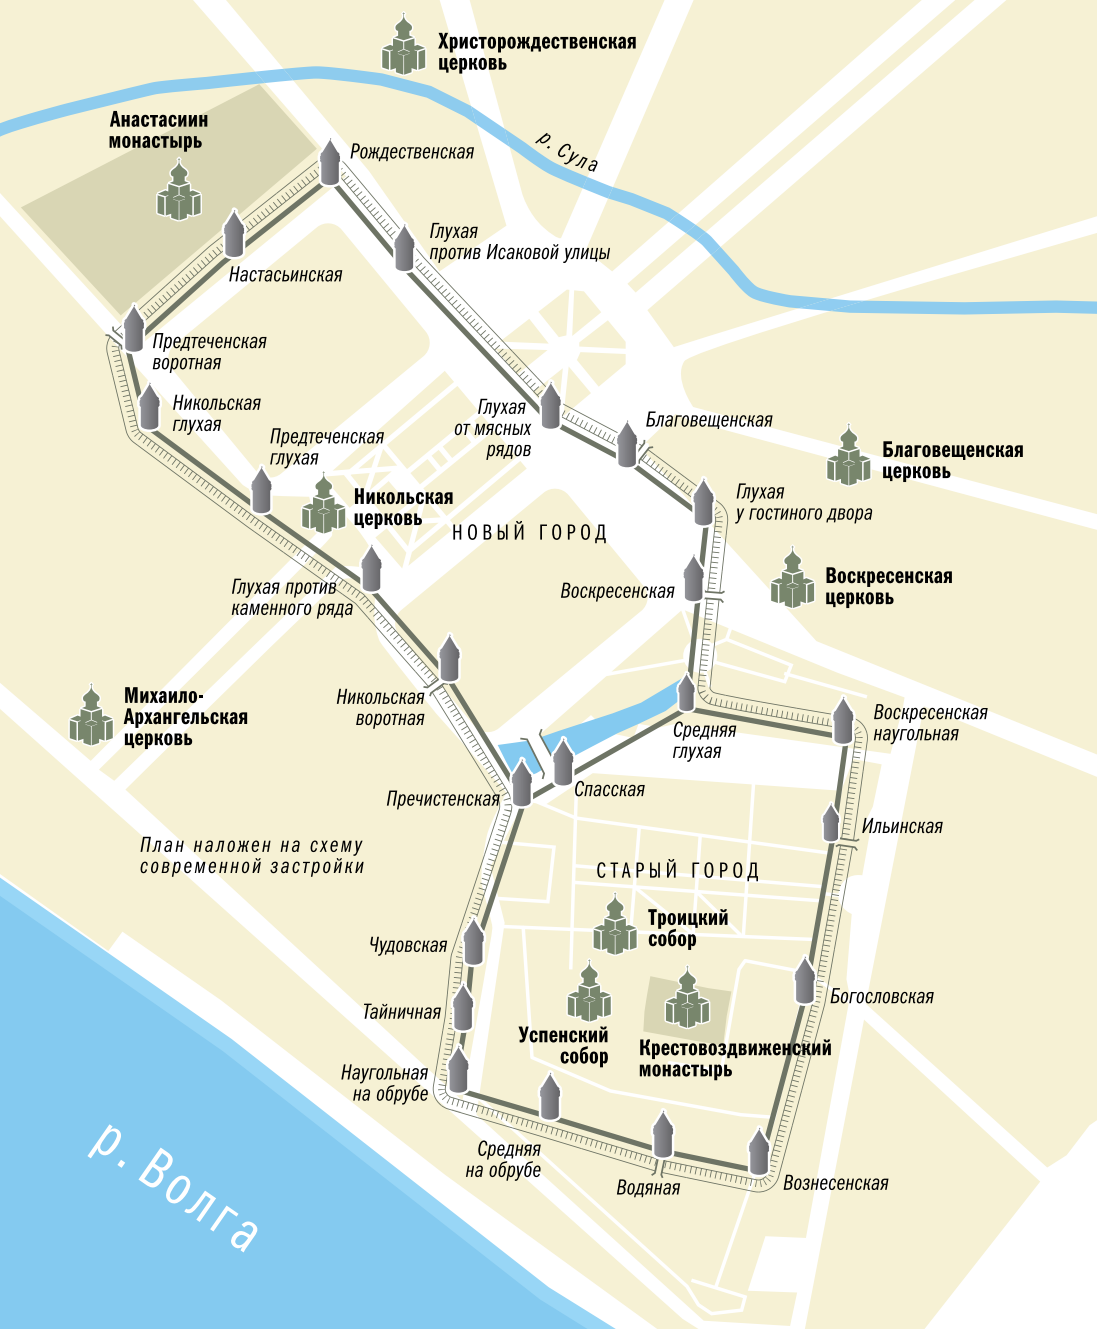 Христорождественская
церковь
Анастасиин
монастырь
р. Сула
Рождественская
Глухая
против Исаковой улицы
Настасьинская
Предтеченская
воротная
Никольская
глухая
Предтеченская
глухая
Глухая
от мясных
рядов
Благовещенская
Благовещенская
церковь
Никольская
церковь
Глухая
у гостиного двора
НОВЫЙ ГОРОД
Воскресенская
Воскресенская
церковь
Глухая против
каменного ряда
Никольская
воротная
Михаило-
Архангельская
церковь
Средняя
глухая
Воскресенская
наугольная
Пречистенская
Спасская
Ильинская
План наложен на схему
современной застройки
СТАРЫЙ ГОРОД
Троицкий
собор
Чудовская
Богословская
Тайничная
Успенский
собор
Крестовоздвиженский
монастырь
Наугольная
на обрубе
Средняя
на обрубе
Водяная
Вознесенская
р. Волга